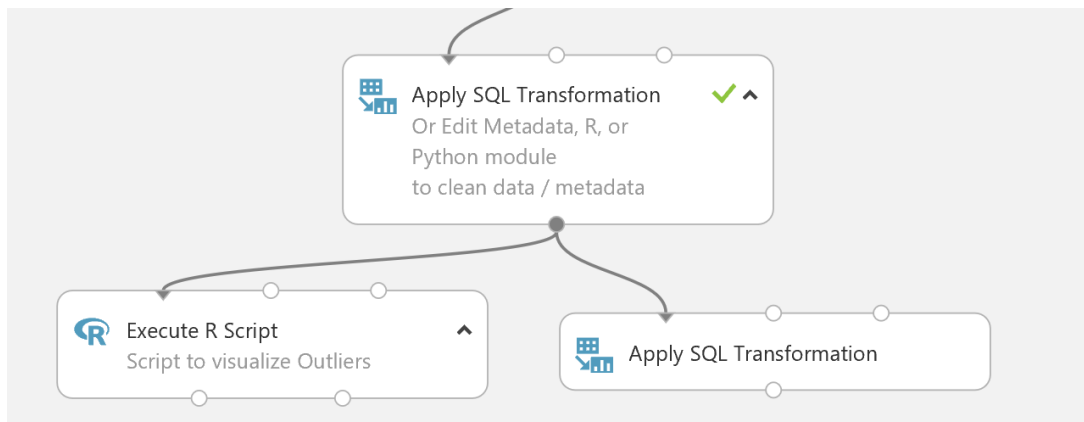 Apply SQL Transformation
Or Edit Metadata, R, or
Python module
to clean data / metadata
Execute R Script
Script to visualize Outliers
Apply SQL Transformation